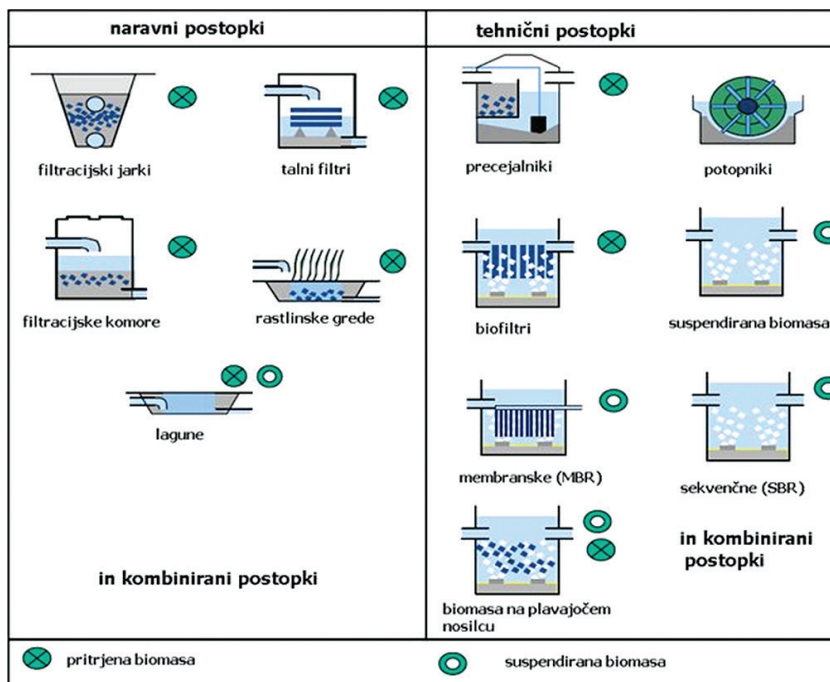 naravni postopki
tehnični postopki
filtracijski jarki
talni filtri
precejalniki
potopniki
filtracijske komore
rastlinske grede
biofiltri
suspendirana biomasa
lagune
membranske (MBR)
sekvenčne (SBR)
in kombinirani postopki
in kombinirani
postopki
biomasa na plavajočem
nosilcu
pritrjena biomasa
suspendirana biomasa